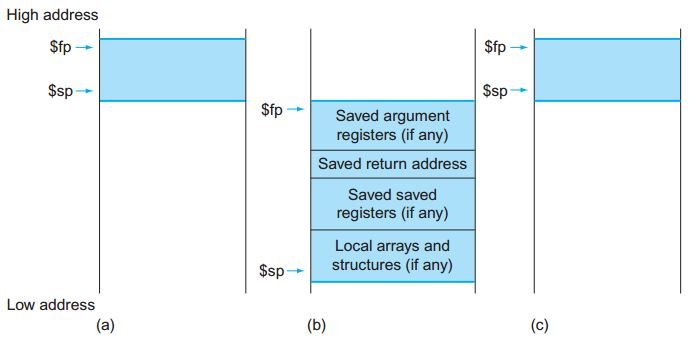 High address
$fp
$sp
$fp
Saved argument
registers (if any)
Saved return address
Saved saved
registers (if any)
Local arrays and
structures (if any)
$sp
$fp
$sp
Low address
(a)
(b)
(c)